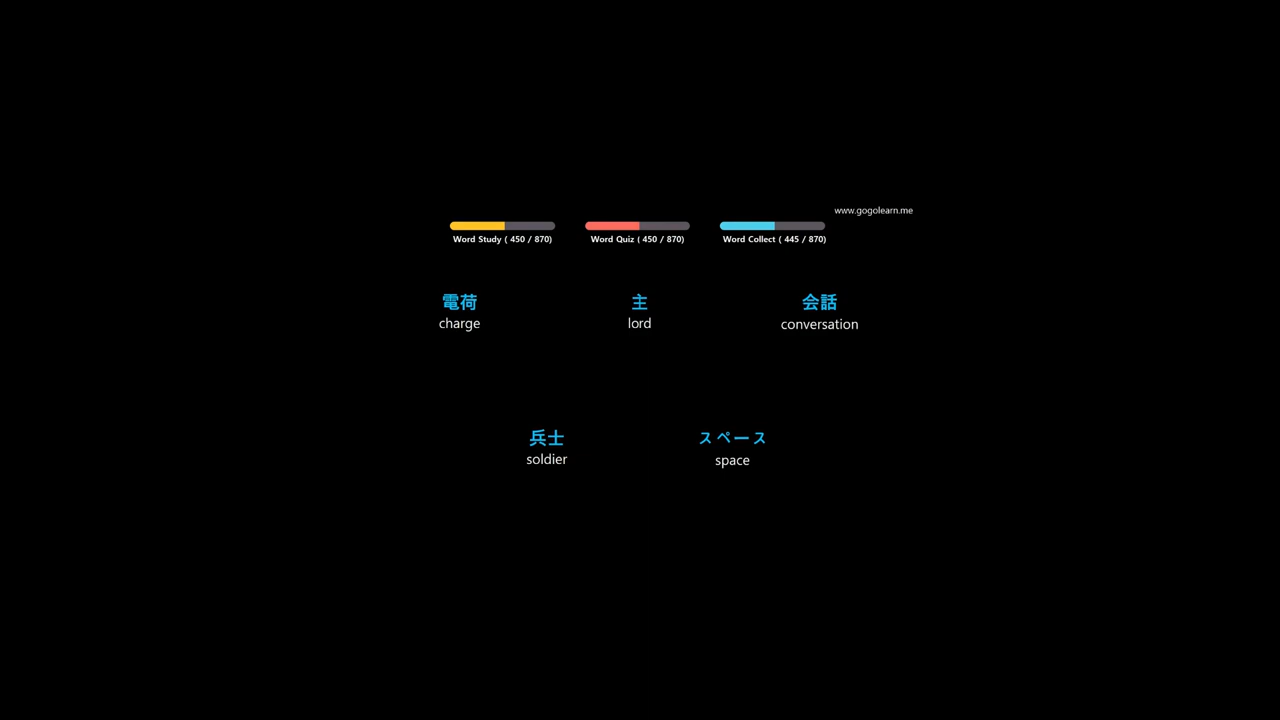 www.gogolearn.me
Word Study ( 450 / 870)
Word Quiz ( 450 / 870)
Word Collect ( 445 / 870)
電荷
charge
主
lord
会話
conversation
兵士
soldier
スペース
space